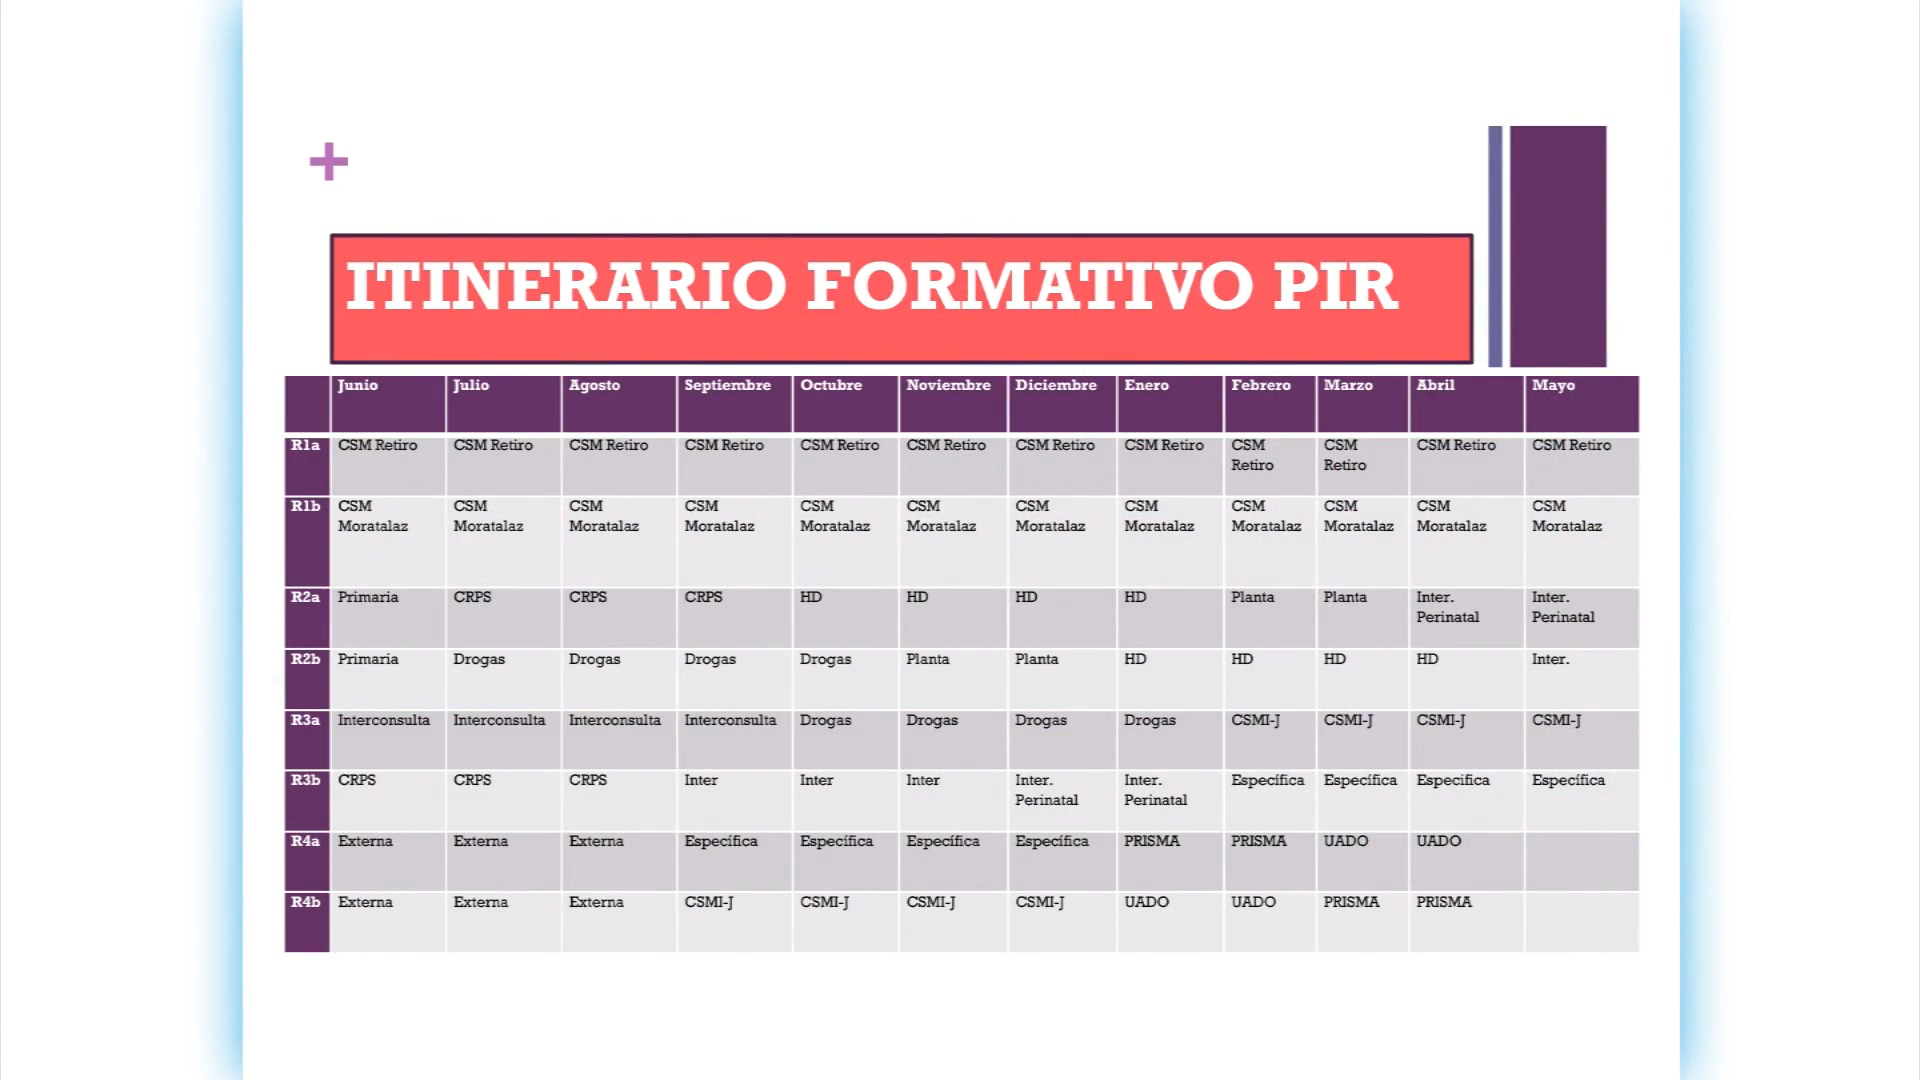 +
ITINERARIO FORMATIVO PIR
Junio Julio Agosto Septiembre Octubre Noviembre Diciembre Enero Febrero Marzo Abril Mayo
R1a CSM Retiro CSM Retiro CSM Retiro CSM Retiro CSM Retiro CSM Retiro CSM Retiro CSM Retiro CSM CSM CSM Retiro CSM Retiro
Retiro Retiro
R1b CSM CSM CSM CSM CSM CSM CSM CSM CSM CSM CSM CSM
Moratalaz Moratalaz Moratalaz Moratalaz Moratalaz Moratalaz Moratalaz Moratalaz Moratalaz Moratalaz Moratalaz Moratalaz
R2a Primaria CRPS CRPS CRPS HD HD HD HD Planta Planta Inter. Inter.
Perinatal Perinatal
R2b Primaria Drogas Drogas Drogas Drogas Planta Planta HD HD HD HD Inter.
R3a Interconsulta Interconsulta Interconsulta Interconsulta Drogas Drogas Drogas Drogas CSMI-J CSMI-J CSMI-J CSMI-J
R3b CRPS CRPS CRPS Inter Inter Inter Inter. Inter. Específica Específica Especifica Específica
Perinatal Perinatal
R4a Externa Externa Externa Específica Específica Específica Específica PRISMA PRISMA UADO UADO
R4b Externa Externa Externa CSMI-J CSMI-J CSMI-J CSMI-J UADO UADO PRISMA PRISMA